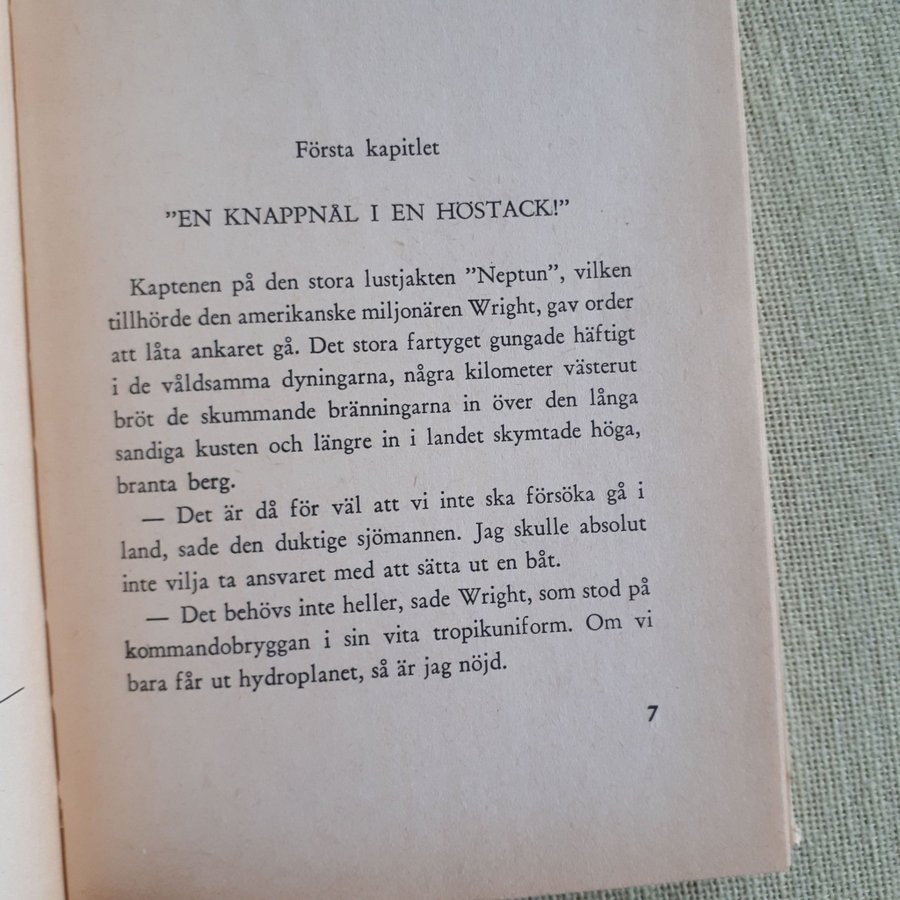 Första kapitlet
”EN KNAPPNÅL I EN HÖSTACK!”
Kaptenen på den stora lustjakten ”Neptun”, vilken
tillhörde den amerikanske miljonären Wright, gav order
att låta ankaret gå. Det stora fartyget gungade häftigt
i de våldsamma dyningarna, några kilometer västerut
bröt de skummande bränningarna in över den långa
sandiga kusten och längre in i landet skymtade höga,
branta berg.
— Det är då för väl att vi inte ska försöka gå i
land, sade den duktige sjömannen. Jag skulle absolut
inte vilja ta ansvaret med att sätta ut en båt.
— Det behövs inte heller, sade Wright, som stod på
kommandobryggan i sin vita tropikuniform. Om vi
bara får ut hydroplanet, så är jag nöjd.
7